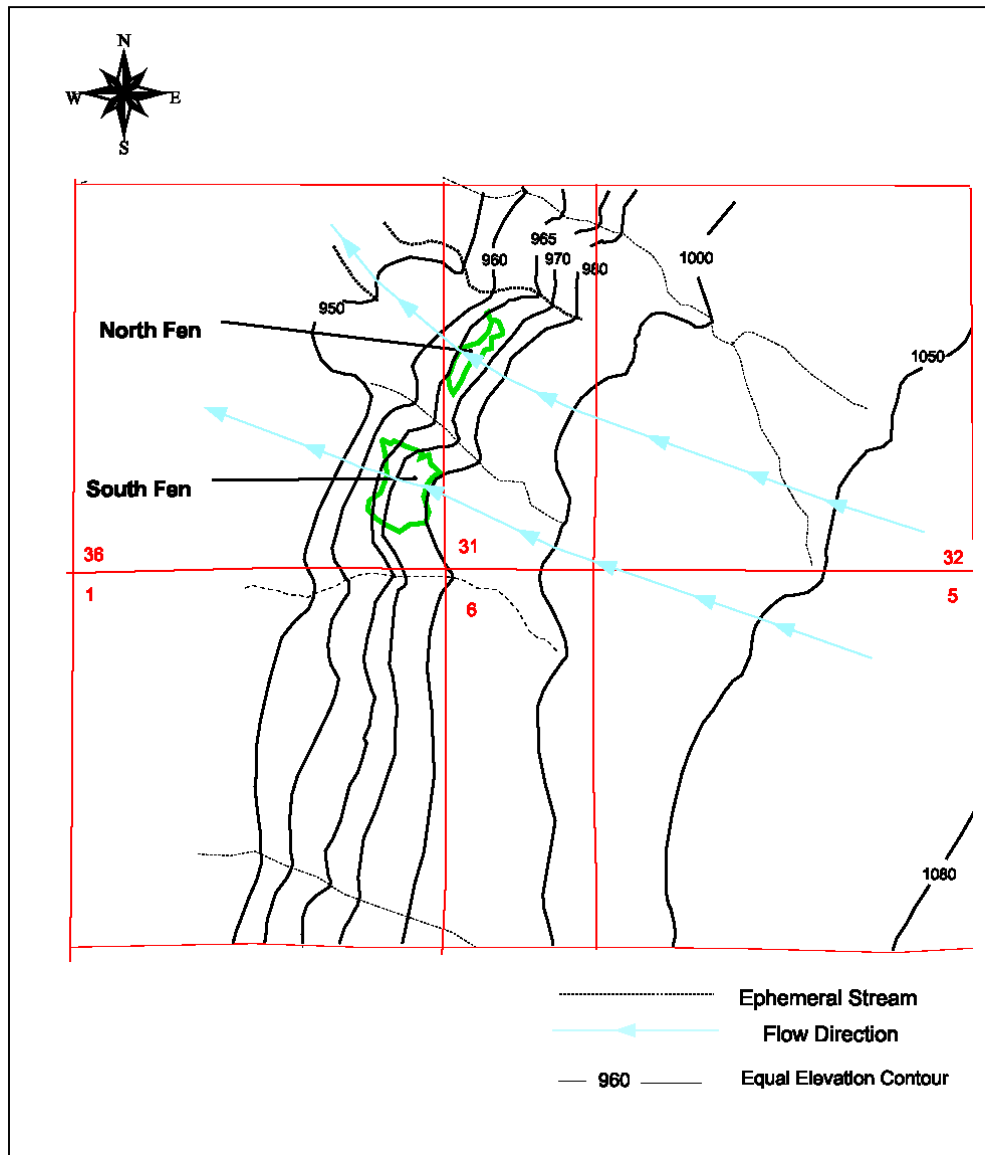 N
W E
S
965
960 970
980
1000
950
North Fen
1050
South Fen
36 31 32
1 6 5
1080
Ephemeral Stream
Flow Direction
960 Equal Elevation Contour